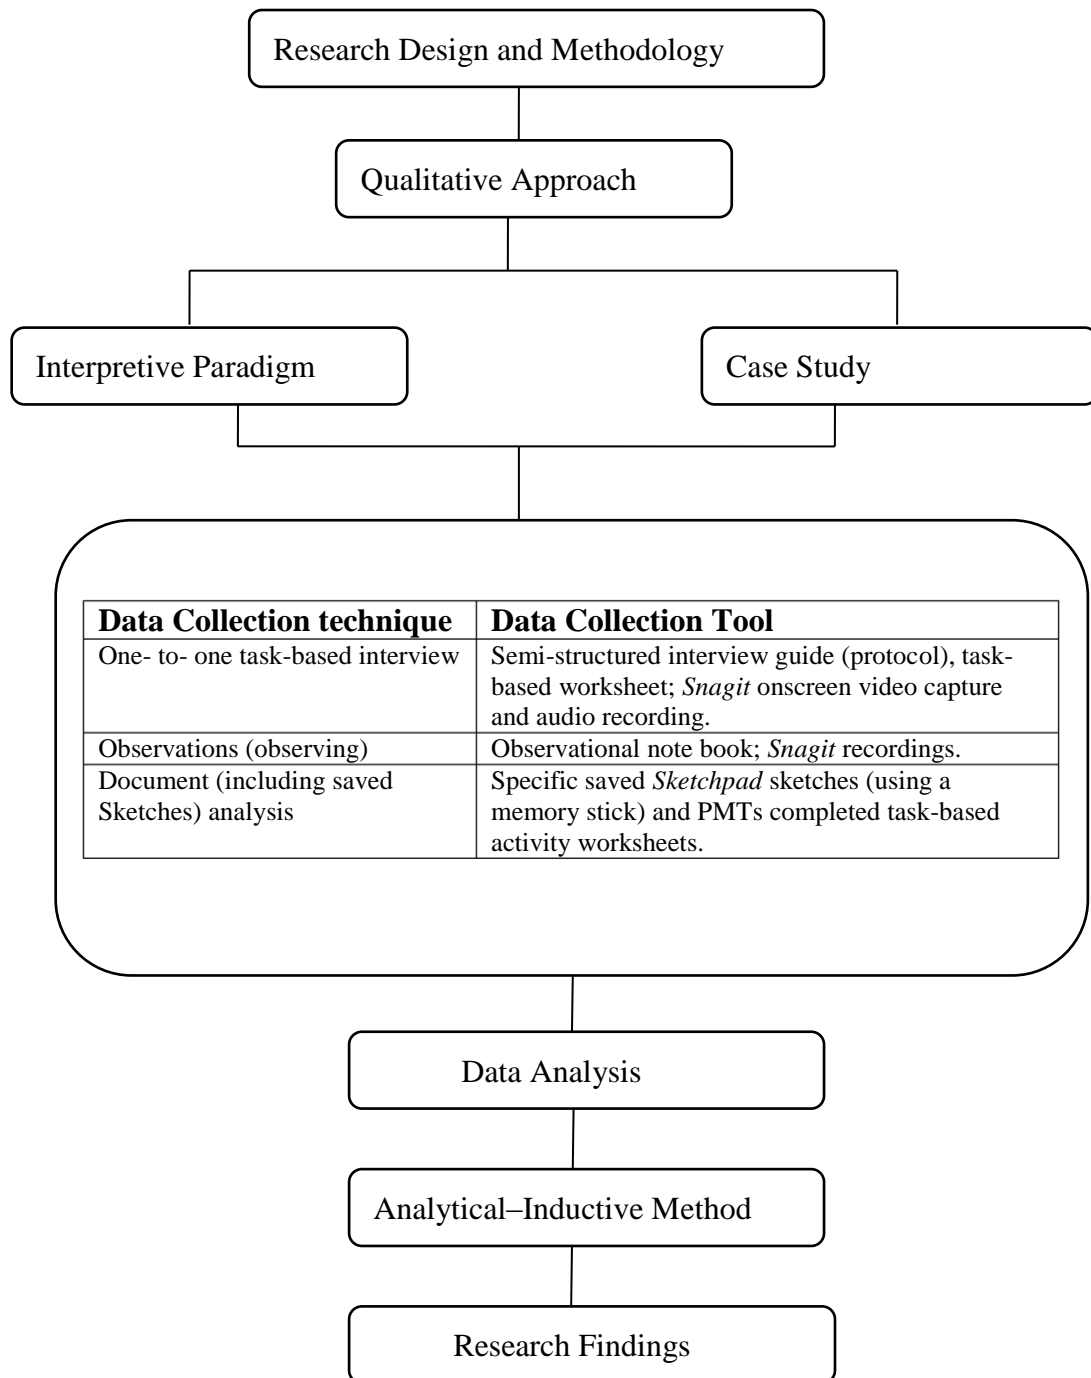 Research Design and Methodology
Qualitative Approach
Interpretive Paradigm
Case Study
Data Collection technique
Data Collection Tool
One- to- one task-based interview
Semi-structured interview guide (protocol), task-
based worksheet; Snagit onscreen video capture
and audio recording.
Observations (observing)
Observational note book; Snagit recordings.
Document (including saved
Sketches) analysis
Specific saved Sketchpad sketches (using a
memory stick) and PMTs completed task-based
activity worksheets.
Data Analysis
Analytical–Inductive Method
Research Findings